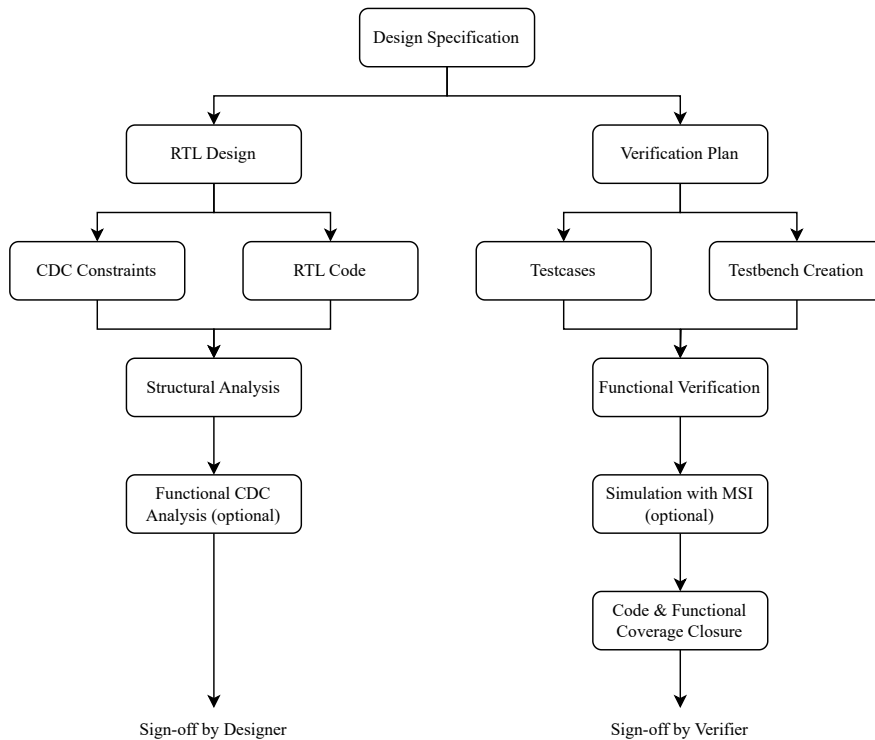 Design Specification
RTL Design
Verification Plan
CDC Constraints
RTL Code
Testcases
Testbench Creation
Structural Analysis
Functional Verification
Functional CDC
Analysis (optional)
Simulation with MSI
(optional)
Code & Functional
Coverage Closure
Sign-off by Designer
Sign-off by Verifier